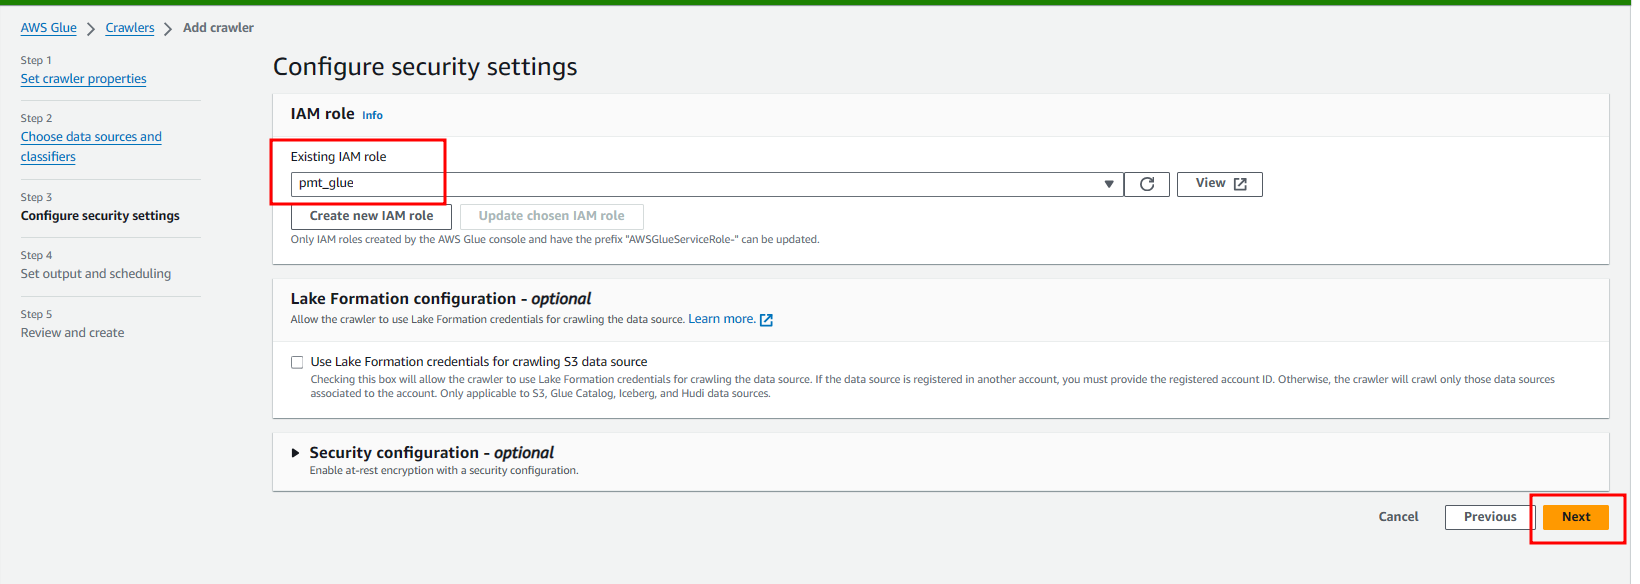 AWS Glue > Crawlers > Add crawler
Step 1
Set crawler properties
Step 2
Choose data sources and
classifiers
Step 3
Configure security settings
Step 4
Set output and scheduling
Step 5
Review and create
Configure security settings
IAM role Info
Existing IAM role
pmt_glue
View
Create new IAM role Update chosen IAM role
Only IAM roles created by the AWS Glue console and have the prefix "AWSGlueServiceRole-" can be updated.
Lake Formation configuration - optional
Allow the crawler to use Lake Formation credentials for crawling the data source. Learn more.
Use Lake Formation credentials for crawling S3 data source
Checking this box will allow the crawler to use Lake Formation credentials for crawling the data source. If the data source is registered in another account, you must provide the registered account ID. Otherwise, the crawler will crawl only those data sources
associated to the account. Only applicable to S3, Glue Catalog, Iceberg, and Hudi data sources.
Security configuration - optional
Enable at-rest encryption with a security configuration.
Cancel Previous Next